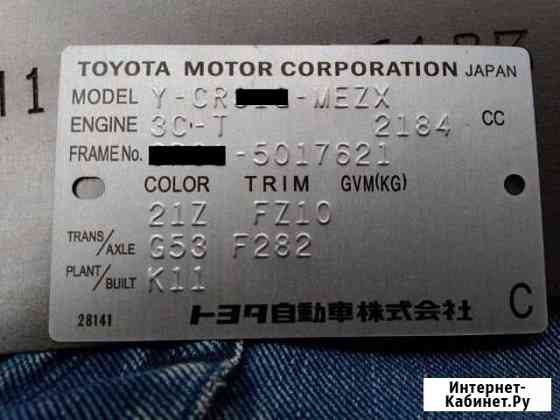 TOYOTA MOTOR CORPORATION JAPAN
MODEL Y-CR -MEZX
ENGINE 3C-T 2184 CC
FRAME No. -5017621
COLOR TRIM GVM(KG)
21Z FZ10
TRANS/AXLE G53 F282
PLANT/BUILT K11
28141 トヨタ自動車株式会社 C
Интернет-
Кабинет.Ру